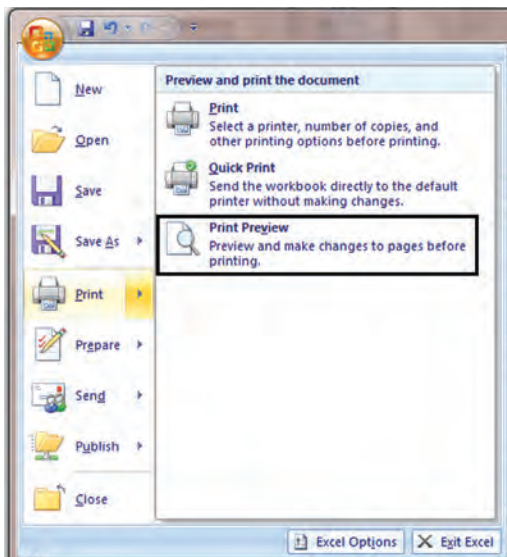 New
Open
Save
Save As
Print
Prepare
Send
Publish
Close
Preview and print the document
Print
Select a printer, number of copies, and
other printing options before printing.
Quick Print
Send the workbook directly to the default
printer without making changes.
Print Preview
Preview and make changes to pages before
printing.
Excel Options
Exit Excel